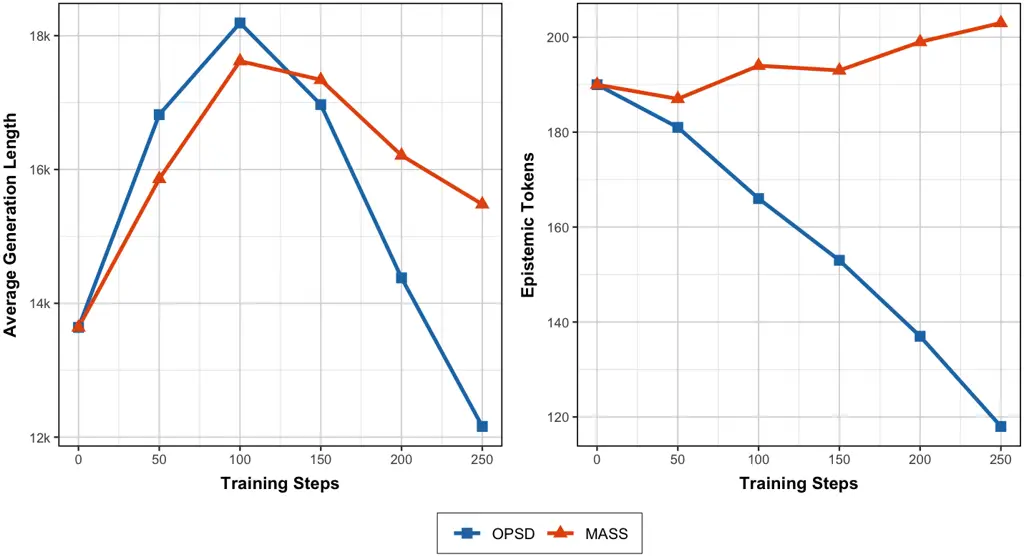 18k
16k
14k
12k
Average Generation Length
0 50 100 150 200 250
Training Steps
200
180
160
140
120
Epistemic Tokens
0 50 100 150 200 250
Training Steps
OPSD MASS